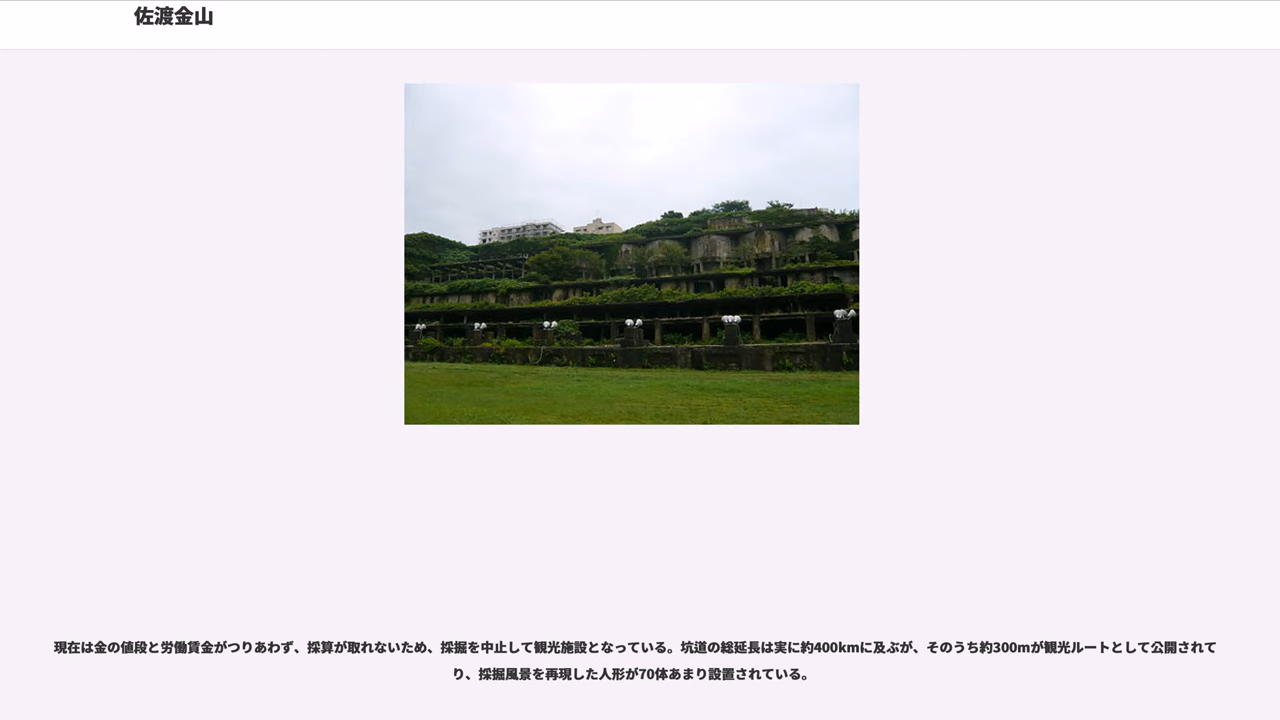 佐渡金山
現在は金の値段と労働賃金がつりあわず、採算が取れないため、採掘を中止して観光施設となっている。坑道の総延長は実に約400kmに及ぶが、そのうち約300mが観光ルートとして公開されて
り、採掘風景を再現した人形が70体あまり設置されている。